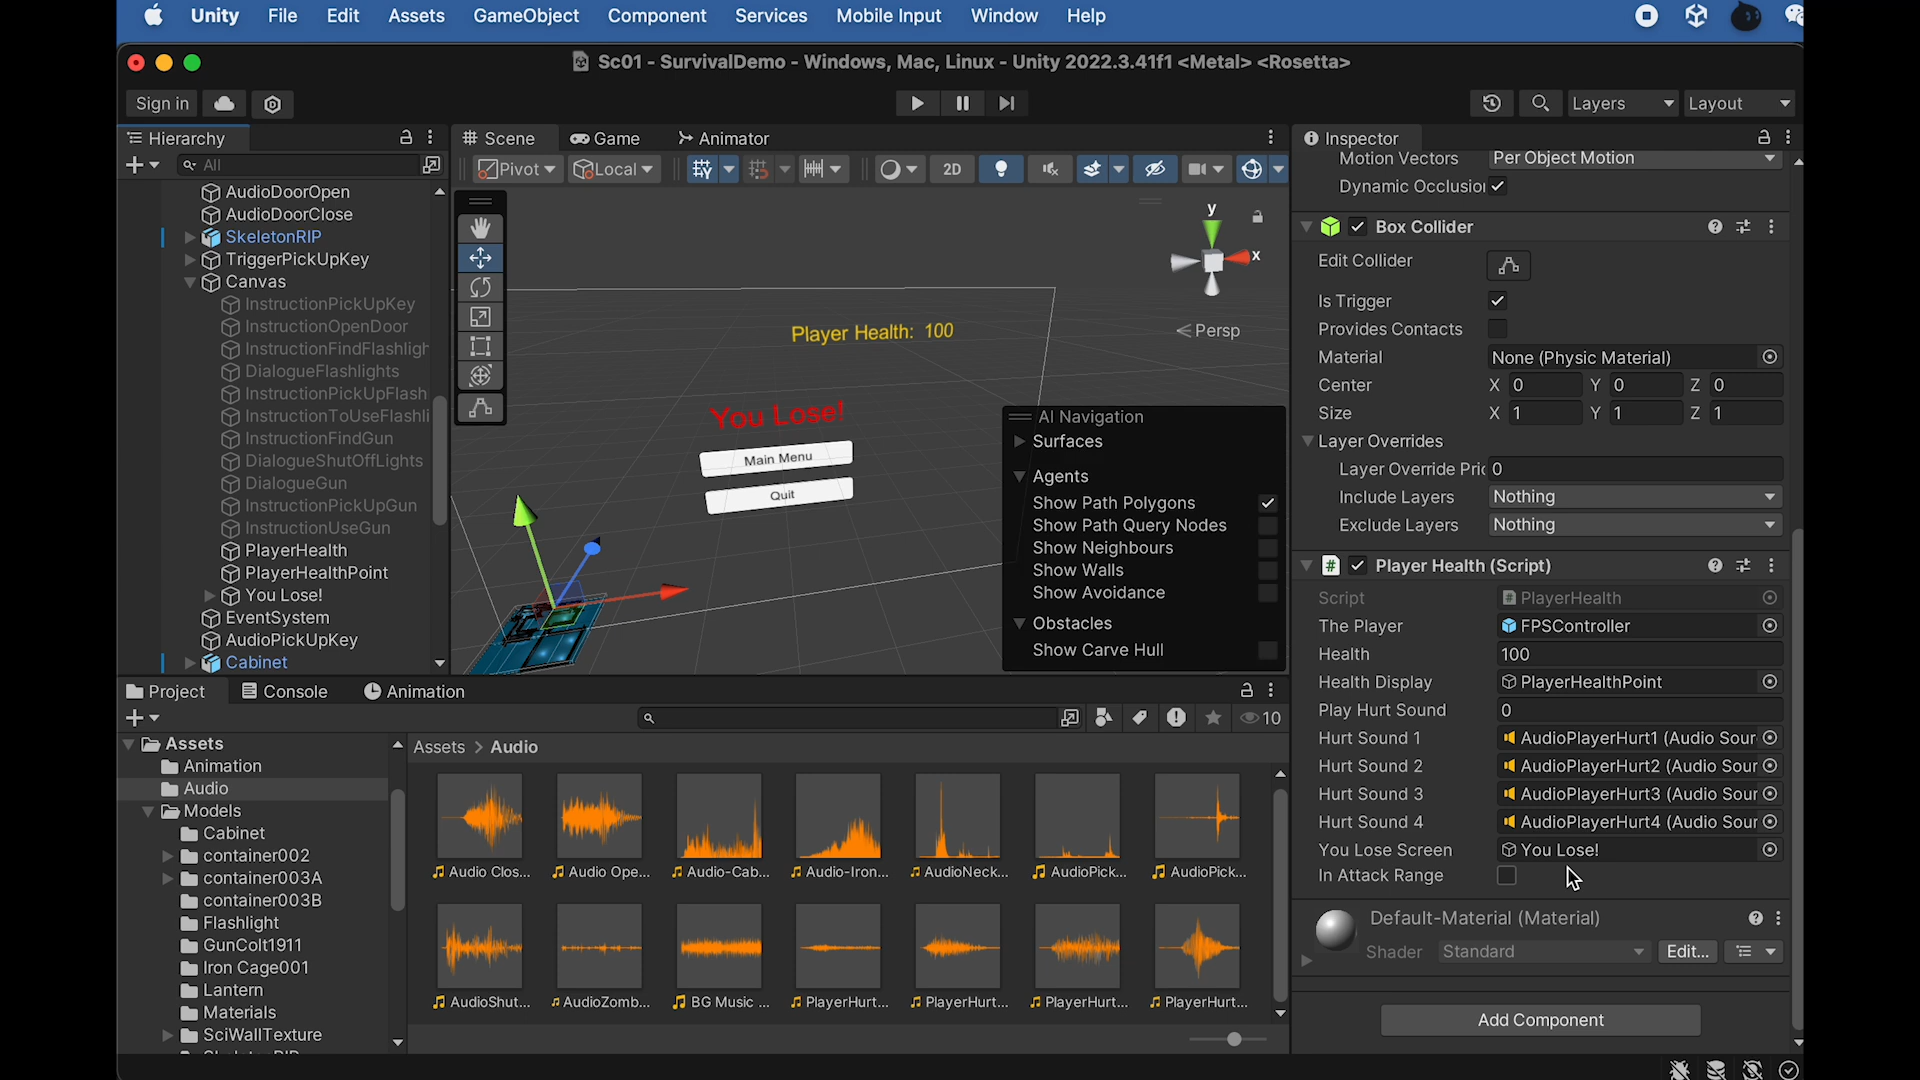 Unity File Edit Assets GameObject Component Services Mobile Input Window Help
Sc01 - SurvivalDemo - Windows, Mac, Linux - Unity 2022.3.41f1 <Metal> <Rosetta>
Sign in
Layers
Layout
Hierarchy
Scene
Game
Animator
Inspector
All
Pivot
Local
2D
AudioDoorOpen
AudioDoorClose
SkeletonRIP
TriggerPickUpKey
Canvas
InstructionPickUpKey
InstructionOpenDoor
InstructionFindFlashligh
DialogueFlashlights
InstructionPickUpFlash
InstructionToUseFlashli
InstructionFindGun
DialogueShutOffLights
DialogueGun
InstructionPickUpGun
InstructionUseGun
PlayerHealth
PlayerHealthPoint
You Lose!
EventSystem
AudioPickUpKey
Cabinet
y
x
Persp
Player Health: 100
You Lose!
Main Menu
Quit
AI Navigation
Surfaces
Agents
Show Path Polygons
Show Path Query Nodes
Show Neighbours
Show Walls
Show Avoidance
Obstacles
Show Carve Hull
Motion Vectors Per Object Motion
Dynamic Occlusion
Box Collider
Edit Collider
Is Trigger
Provides Contacts
Material None (Physic Material)
Center X 0 Y 0 Z 0
Size X 1 Y 1 Z 1
Layer Overrides
Layer Override Pric 0
Include Layers Nothing
Exclude Layers Nothing
# Player Health (Script)
Script # PlayerHealth
The Player FPSController
Health 100
Health Display PlayerHealthPoint
Play Hurt Sound 0
Hurt Sound 1 AudioPlayerHurt1 (Audio Sour
Hurt Sound 2 AudioPlayerHurt2 (Audio Sour
Hurt Sound 3 AudioPlayerHurt3 (Audio Sour
Hurt Sound 4 AudioPlayerHurt4 (Audio Sour
You Lose Screen You Lose!
In Attack Range
Default-Material (Material)
Shader Standard Edit...
Add Component
Project
Console
Animation
10
Assets
Animation
Audio
Models
Cabinet
container002
container003A
container003B
Flashlight
GunColt1911
Iron Cage001
Lantern
Materials
SciWallTexture
Assets > Audio
Audio Clos...
Audio Ope...
Audio-Cab...
Audio-Iron...
AudioNeck...
AudioPick...
AudioPick...
AudioShut...
AudioZomb...
BG Music ...
PlayerHurt...
PlayerHurt...
PlayerHurt...
PlayerHurt...